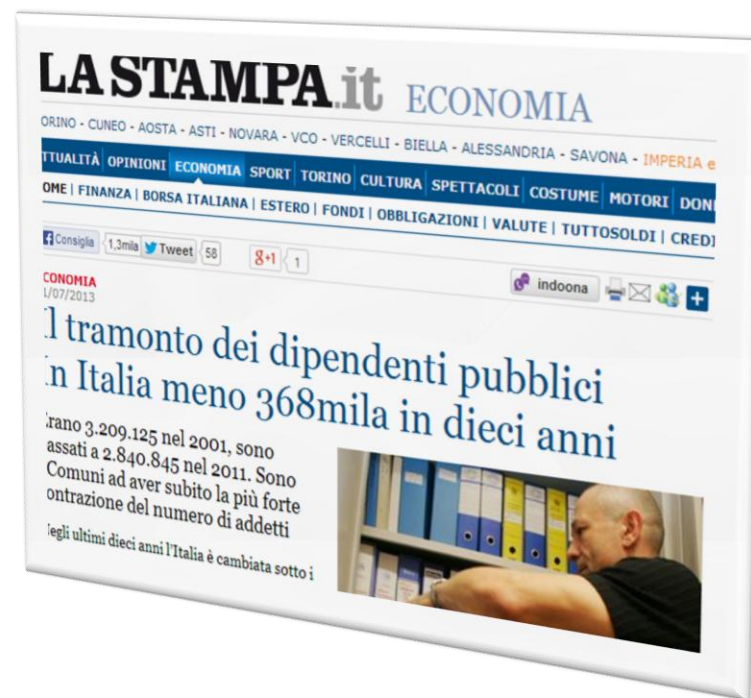 LA STAMPA.it ECONOMIA
ORINO - CUNEO - AOSTA - ASTI - NOVARA - VCO - VERCELLI - BIELLA - ALESSANDRIA - SAVONA - IMPERIA e
TTUALITÀ OPINIONI ECONOMIA SPORT TORINO CULTURA SPETTACOLI COSTUME MOTORI DON
OME | FINANZA | BORSA ITALIANA | ESTERO | FONDI | OBBLIGAZIONI | VALUTE | TUTTOSOLDI | CREDI
Consiglia 1,3mila Tweet 58 g+1 1 indoona
CONOMIA
1/07/2013
l tramonto dei dipendenti pubblici
n Italia meno 368mila in dieci anni
rano 3.209.125 nel 2001, sono
assati a 2.840.845 nel 2011. Sono
Comuni ad aver subito la più forte
ontrazione del numero di addetti
egli ultimi dieci anni l'Italia è cambiata sotto i